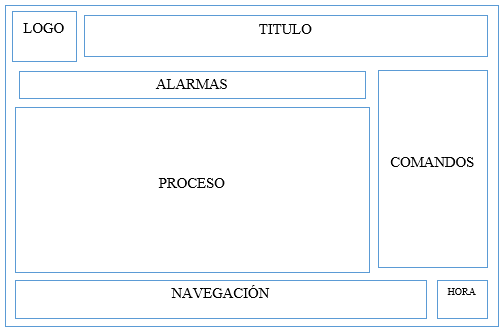 LOGO
TITULO
ALARMAS
COMANDOS
PROCESO
NAVEGACIÓN
HORA